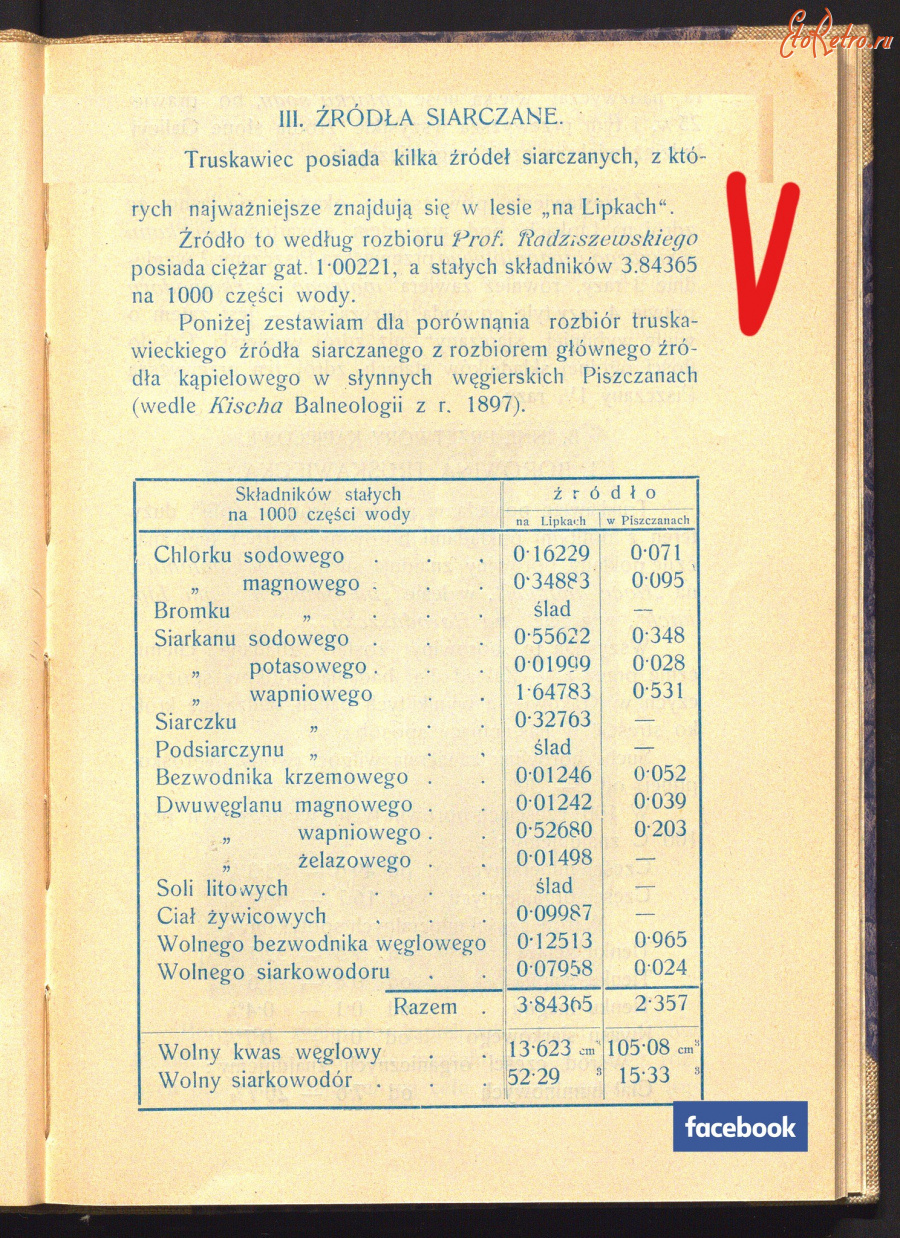 EtoRetro.ru
III. ŹRÓDŁA SIARCZANE.
Truskawiec posiada kilka źródeł siarczanych, z któ-
rych najważniejsze znajdują się w lesie „na Lipkach“.
Źródło to według rozbioru Prof. Radziszewskiego
posiada ciężar gat. 1·00221, a stałych składników 3.84365
na 1000 części wody.
Poniżej zestawiam dla porównania rozbiór truska-
wieckiego źródła siarczanego z rozbiorem głównego źró-
dła kąpielowego w słynnych węgierskich Piszczanach
(wedle Kischa Balneologii z r. 1897).
Składników stałych
na 1000 części wody
źródło
na Lipkach w Piszczanach
Chlorku sodowego . . . 0·16229 0·071
„ magnowego . . . 0·34883 0·095
Bromku „ . . . ślad —
Siarkanu sodowego . . . 0·55622 0·348
„ potasowego . . . 0·01999 0·028
„ wapniowego . . 1·64783 0·531
Siarczku „ . . 0·32763 —
Podsiarczynu „ . . ślad —
Bezwodnika krzemowego . . 0·01246 0·052
Dwuwęglanu magnowego . . 0·01242 0·039
„ wapniowego . . 0·52680 0·203
„ żelazowego . . 0·01498 —
Soli litowych . . . . ślad —
Ciał żywicowych . . . 0·09987 —
Wolnego bezwodnika węglowego 0·12513 0·965
Wolnego siarkowodoru . . 0·07958 0·024
Razem . 3·84365 2·357
Wolny kwas węglowy . . 13·623 cm³ 105·08 cm³
Wolny siarkowodór . . . 52·29 ³ 15·33 ³
facebook